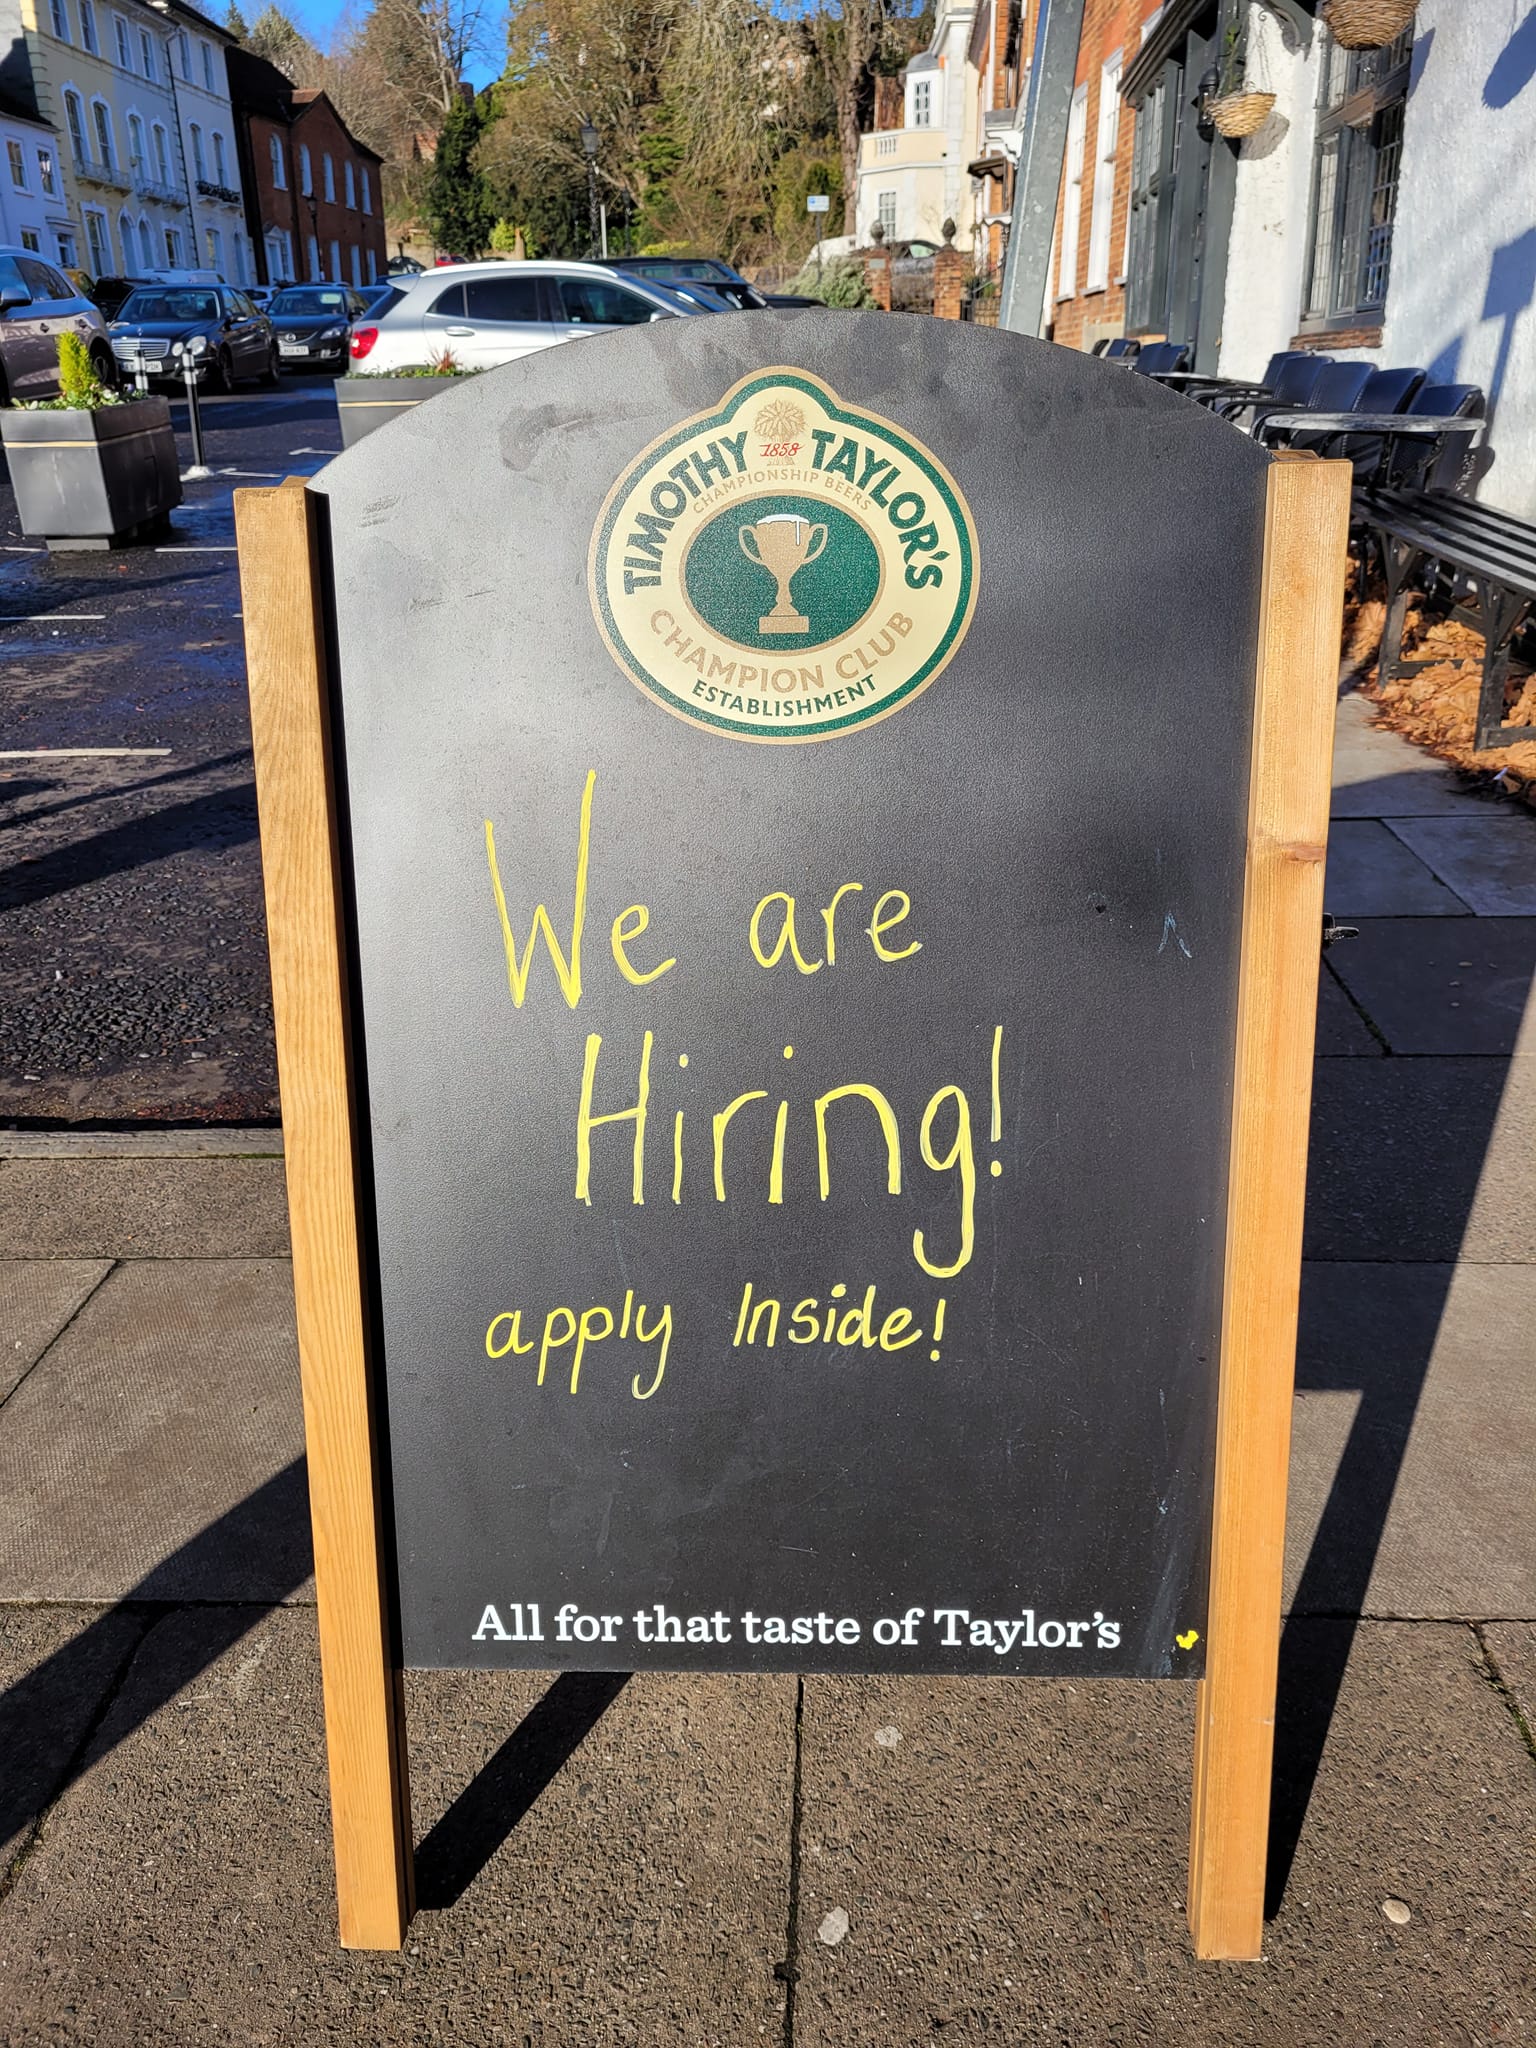 TIMOTHY TAYLOR'S
1858
CHAMPIONSHIP BEERS
CHAMPION CLUB
ESTABLISHMENT
We are
Hiring!
apply Inside!
All for that taste of Taylor's